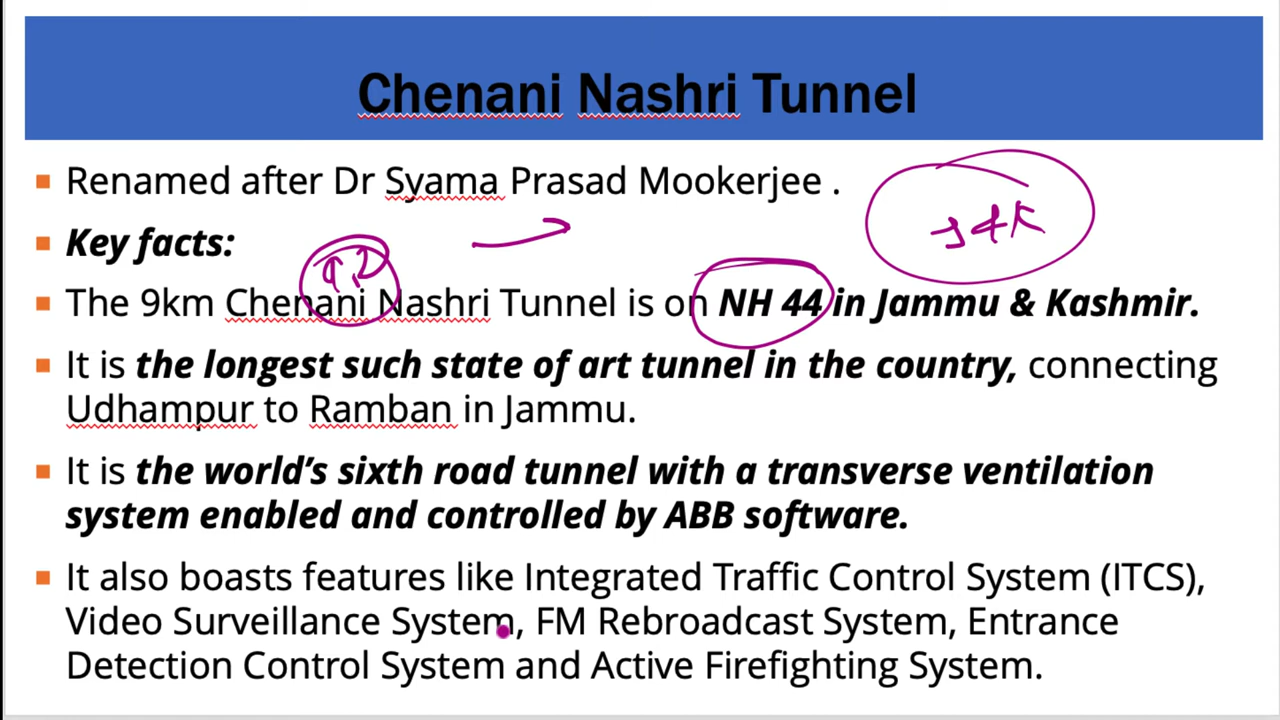 Chenani Nashri Tunnel
Renamed after Dr Syama Prasad Mookerjee .
J&K
Key facts:
The 9km Chenani Nashri Tunnel is on NH 44 in Jammu & Kashmir.
It is the longest such state of art tunnel in the country, connecting
Udhampur to Ramban in Jammu.
It is the world’s sixth road tunnel with a transverse ventilation
system enabled and controlled by ABB software.
It also boasts features like Integrated Traffic Control System (ITCS),
Video Surveillance System, FM Rebroadcast System, Entrance
Detection Control System and Active Firefighting System.